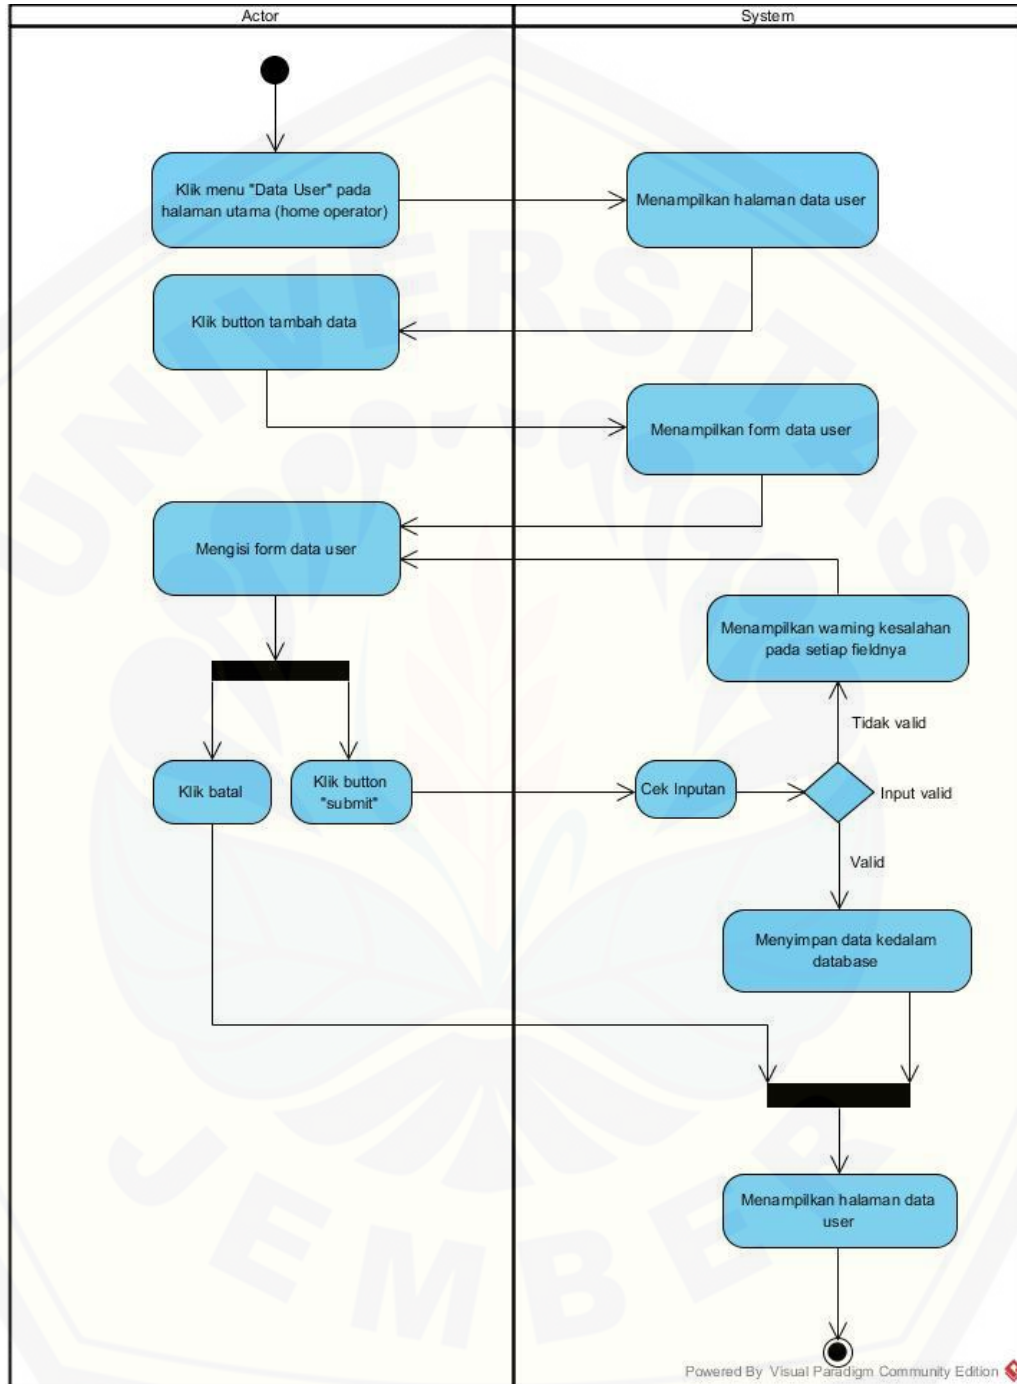 Actor
System
Klik menu "Data User" pada
halaman utama (home operator)
Menampilkan halaman data user
Klik button tambah data
Menampilkan form data user
Mengisi form data user
Menampilkan warning kesalahan
pada setiap fieldnya
Tidak valid
Klik batal
Klik button
"submit"
Cek Inputan
Input valid
Valid
Menyimpan data kedalam
database
Menampilkan halaman data
user
Powered By Visual Paradigm Community Edition
UNIVERSITAS
JEMBER